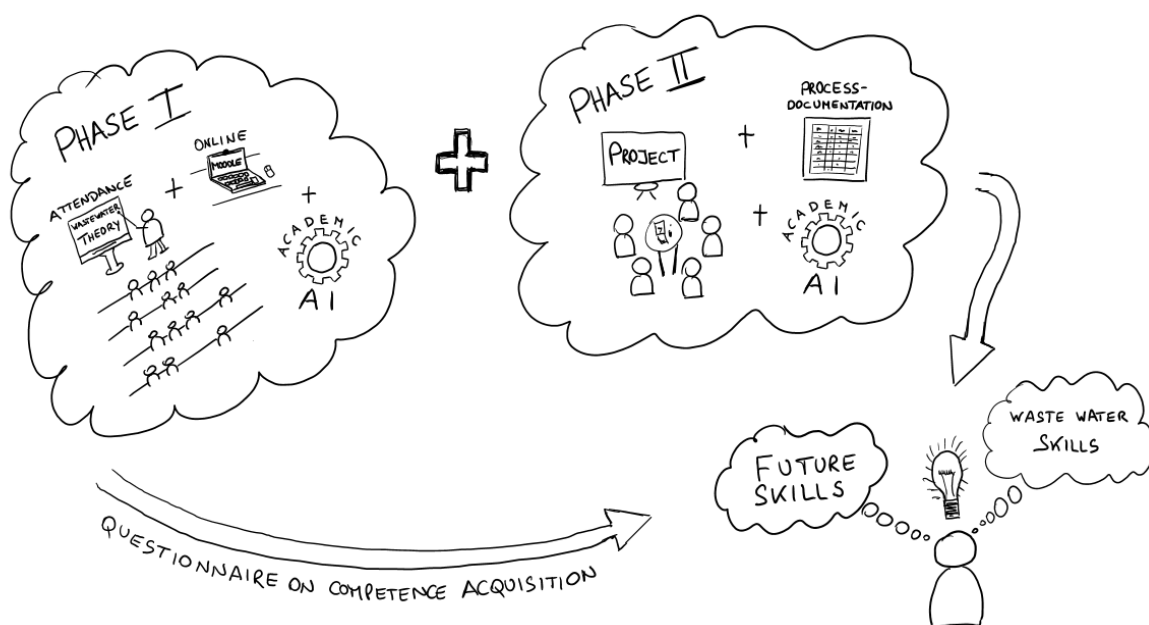 PHASE I
ONLINE
MOODLE
ATTENDANCE
WASTEWATER
THEORY
ACADEMIC
AI
PHASE II
PROJECT
PROCESS-
DOCUMENTATION
ACADEMIC
AI
QUESTIONNAIRE ON COMPETENCE ACQUISITION
FUTURE
SKILLS
WASTE WATER
SKILLS